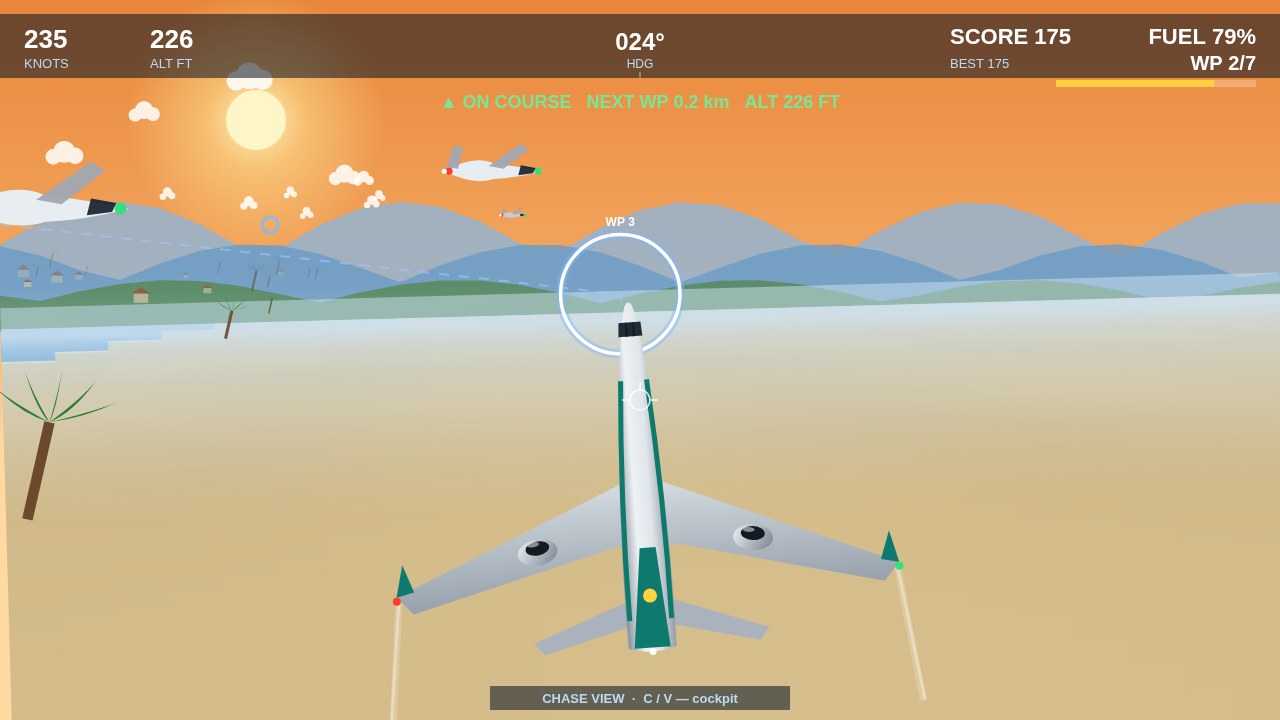 235
KNOTS
226
ALT FT
024°
HDG
SCORE 175
BEST 175
FUEL 79%
WP 2/7
▲ ON COURSE NEXT WP 0.2 km ALT 226 FT
WP 3
CHASE VIEW · C / V — cockpit